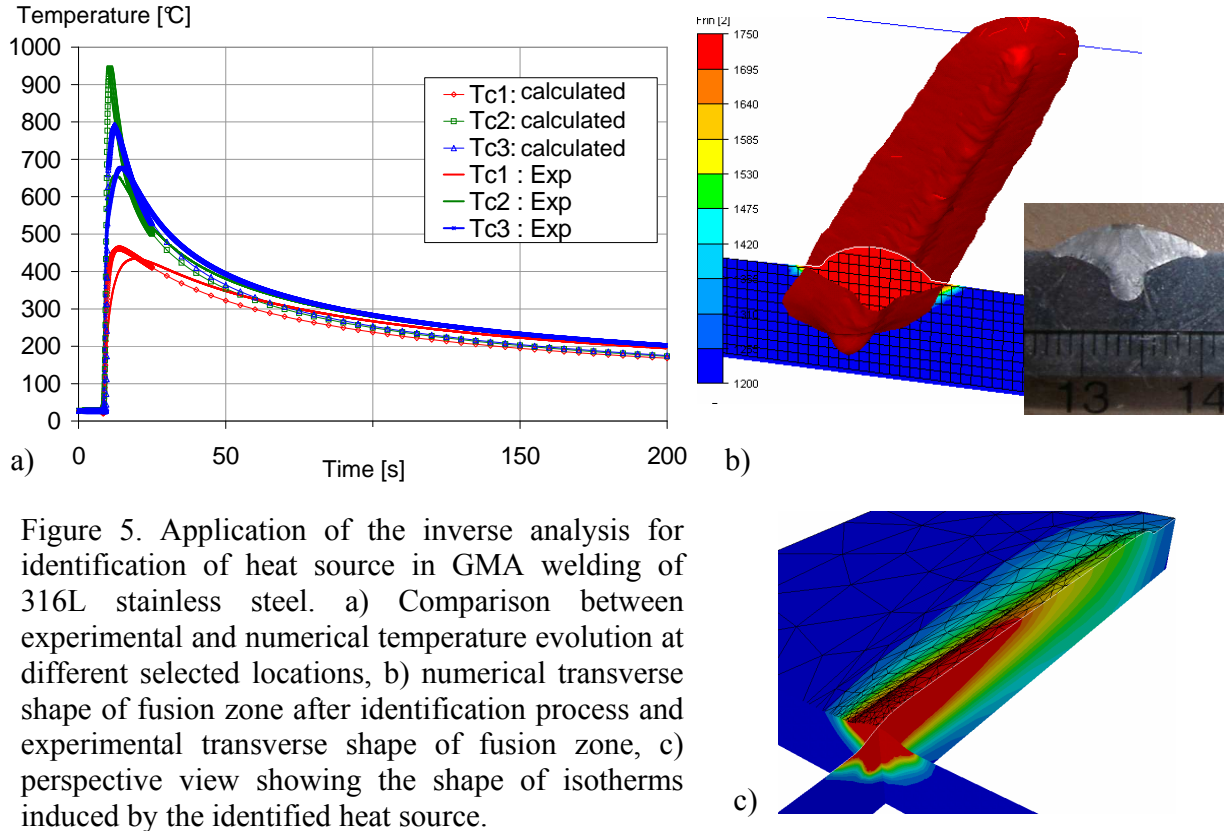 Temperature [℃]
1000
900
800
700
600
500
400
300
200
100
0
Tc1: calculated
Tc2: calculated
Tc3: calculated
Tc1 : Exp
Tc2 : Exp
Tc3 : Exp
0
50
150
200
Time [s]
a)
1750
1695
1640
1585
1530
1475
1420
1200
13
14
b)
Figure 5. Application of the inverse analysis for
identification of heat source in GMA welding of
316L stainless steel. a) Comparison between
experimental and numerical temperature evolution at
different selected locations, b) numerical transverse
shape of fusion zone after identification process and
experimental transverse shape of fusion zone, c)
perspective view showing the shape of isotherms
induced by the identified heat source.
c)